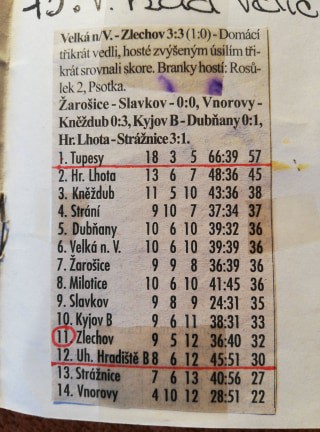 Velká n/V. - Zlechov 3:3 (1:0) - Domácí
třikrát vedli, hosté zvýšeným úsilím tři-
krát srovnali skore. Branky hostí: Rosů-
lek 2, Psotka.
Žarošice - Slavkov - 0:0, Vnorovy -
Kněždub 0:3, Kyjov B - Dubňany 0:1,
Hr. Lhota - Strážnice 3:1.
1. Tupesy 18 3 5 66:39 57
2. Hr. Lhota 13 6 7 48:36 45
3. Kněždub 11 5 10 43:36 38
4. Strání 9 10 7 37:34 37
5. Dubňany 10 6 10 39:32 36
6. Velká n. V. 10 6 10 39:39 36
7. Žarošice 9 9 8 36:39 36
8. Milotice 10 6 10 41:45 36
9. Slavkov 9 8 9 24:31 35
10. Kyjov B 9 6 11 38:31 33
11 Zlechov 9 5 12 36:40 32
12. Uh. Hradiště B 8 6 12 45:51 30
13. Strážnice 7 6 13 40:56 27
14. Vnorovy 4 10 12 28:51 22